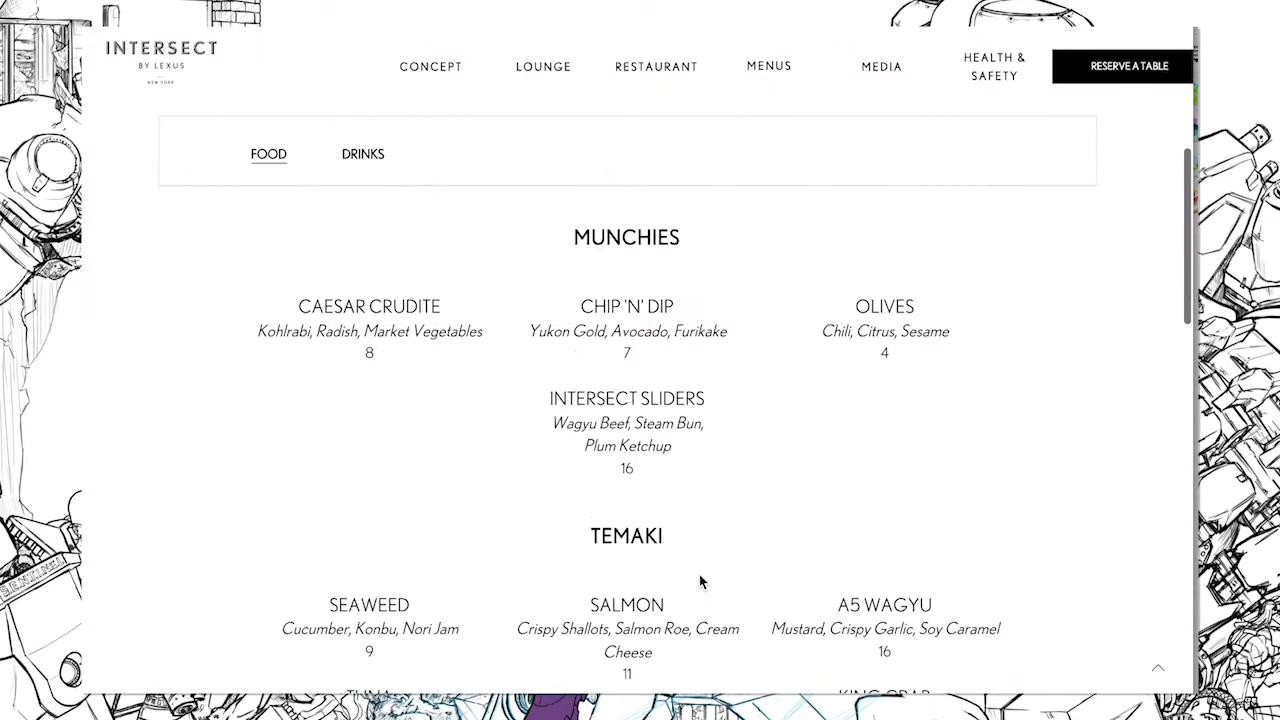 INTERSECT
BY LEXUS
NEW YORK
CONCEPT
LOUNGE
RESTAURANT
MENUS
MEDIA
HEALTH &
SAFETY
RESERVE A TABLE
FOOD
DRINKS
MUNCHIES
CAESAR CRUDITE
Kohlrabi, Radish, Market Vegetables
8
CHIP 'N' DIP
Yukon Gold, Avocado, Furikake
7
OLIVES
Chili, Citrus, Sesame
4
INTERSECT SLIDERS
Wagyu Beef, Steam Bun,
Plum Ketchup
16
TEMAKI
SEAWEED
Cucumber, Konbu, Nori Jam
9
SALMON
Crispy Shallots, Salmon Roe, Cream
Cheese
11
A5 WAGYU
Mustard, Crispy Garlic, Soy Caramel
16
SENTINEL